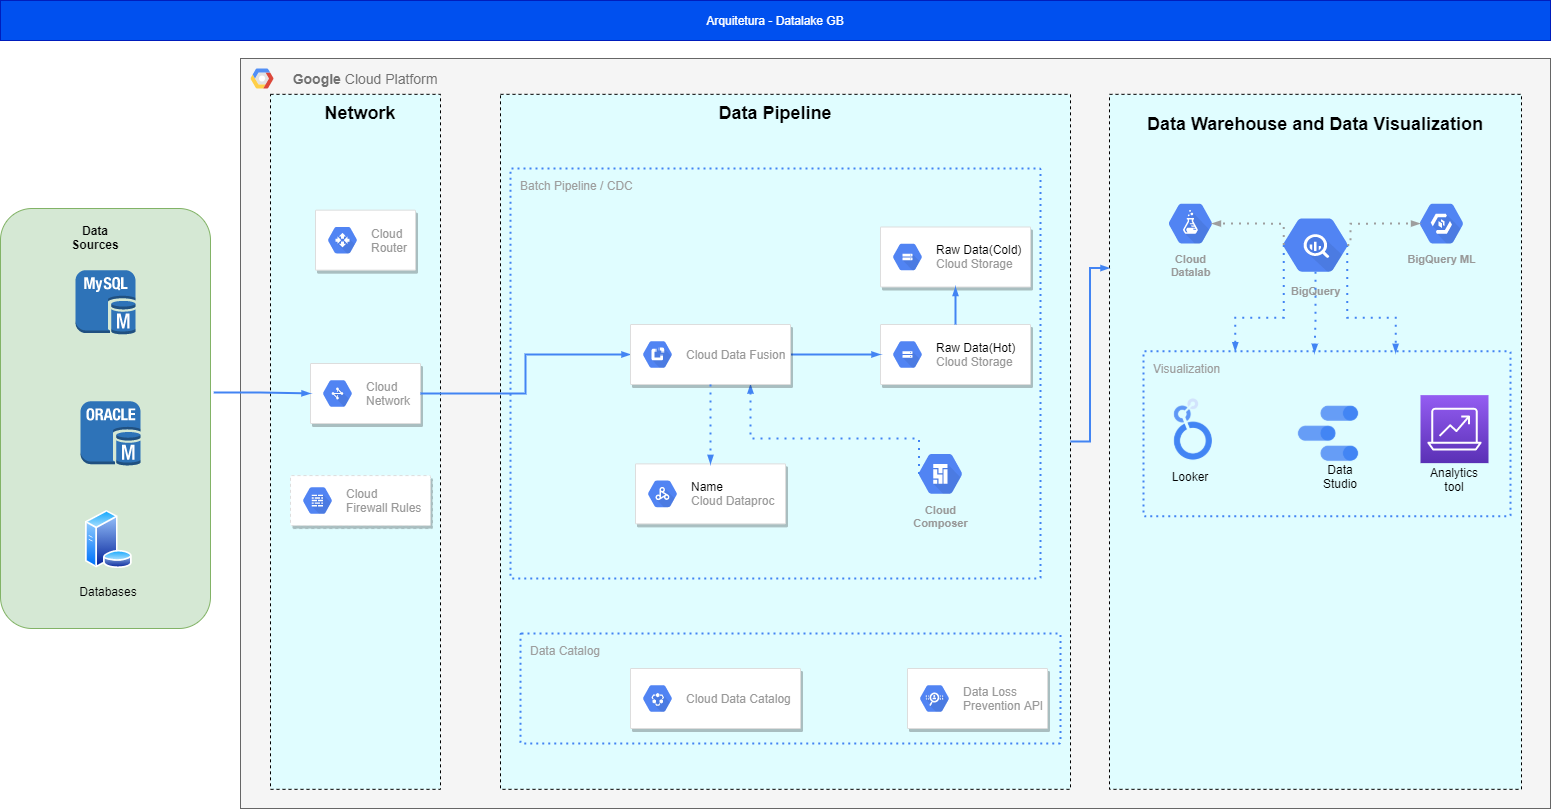 Arquitetura - Datalake GB
Google Cloud Platform
Network
Data Pipeline
Data Warehouse and Data Visualization
Data
Sources
MySQL
M
ORACLE
M
Databases
Cloud
Router
Cloud
Network
Cloud
Firewall Rules
Batch Pipeline / CDC
Raw Data(Cold)
Cloud Storage
Cloud Data Fusion
Raw Data(Hot)
Cloud Storage
Name
Cloud Dataproc
Cloud
Composer
Data Catalog
Cloud Data Catalog
Data Loss
Prevention API
Cloud
Datalab
BigQuery
BigQuery ML
Visualization
Looker
Data
Studio
Analytics
tool